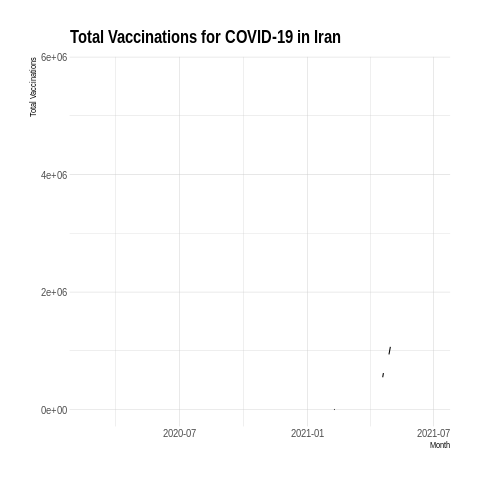 Total Vaccinations for COVID-19 in Iran
6e+06
Total Vaccinations
4e+06
2e+06
0e+00
2020-07 2021-01 2021-07
Month